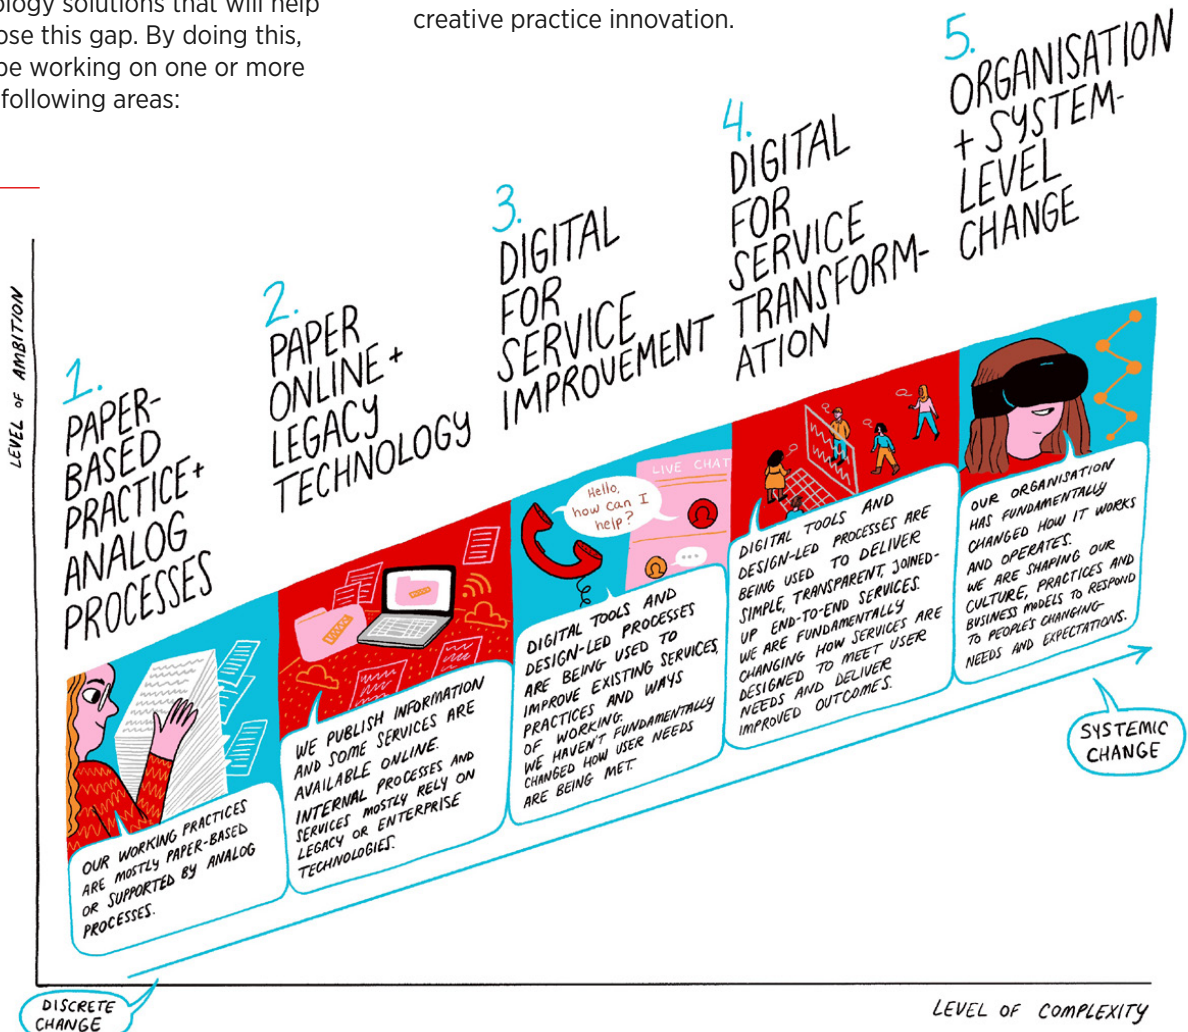 ology solutions that will help
ose this gap. By doing this,
be working on one or more
following areas:
creative practice innovation.
LEVEL OF AMBITION
1.
PAPER-
BASED
PRACTICE+
ANALOG
PROCESSES
2.
PAPER
ONLINE+
LEGACY
TECHNOLOGY
3.
DIGITAL
FOR
SERVICE
IMPROVEMENT
4.
DIGITAL
FOR
SERVICE
TRANSFORM-
ATION
5.
ORGANISATION
+ SYSTEM-
LEVEL
CHANGE
OUR WORKING PRACTICES
ARE MOSTLY PAPER-BASED
OR SUPPORTED BY ANALOG
PROCESSES.
WE PUBLISH INFORMATION
AND SOME SERVICES ARE
AVAILABLE ONLINE.
INTERNAL PROCESSES AND
SERVICES MOSTLY RELY ON
LEGACY OR ENTERPRISE
TECHNOLOGIES.
Hello,
how can I
help?
LIVE CHAT
DIGITAL TOOLS AND
DESIGN-LED PROCESSES
ARE BEING USED TO
IMPROVE EXISTING SERVICES,
PRACTICES AND WAYS
OF WORKING.
WE HAVEN'T FUNDAMENTALLY
CHANGED HOW USER NEEDS
ARE BEING MET.
DIGITAL TOOLS AND
DESIGN-LED PROCESSES ARE
BEING USED TO DELIVER
SIMPLE, TRANSPARENT, JOINED-
UP END-TO-END SERVICES.
WE ARE FUNDAMENTALLY
CHANGING HOW SERVICES ARE
DESIGNED TO MEET USER
NEEDS AND DELIVER
IMPROVED OUTCOMES.
OUR ORGANISATION
HAS FUNDAMENTALLY
CHANGED HOW IT WORKS
AND OPERATES.
WE ARE SHAPING OUR
CULTURE, PRACTICES AND
BUSINESS MODELS TO RESPOND
TO PEOPLE'S CHANGING
NEEDS AND EXPECTATIONS.
SYSTEMIC
CHANGE
DISCRETE
CHANGE
LEVEL OF COMPLEXITY